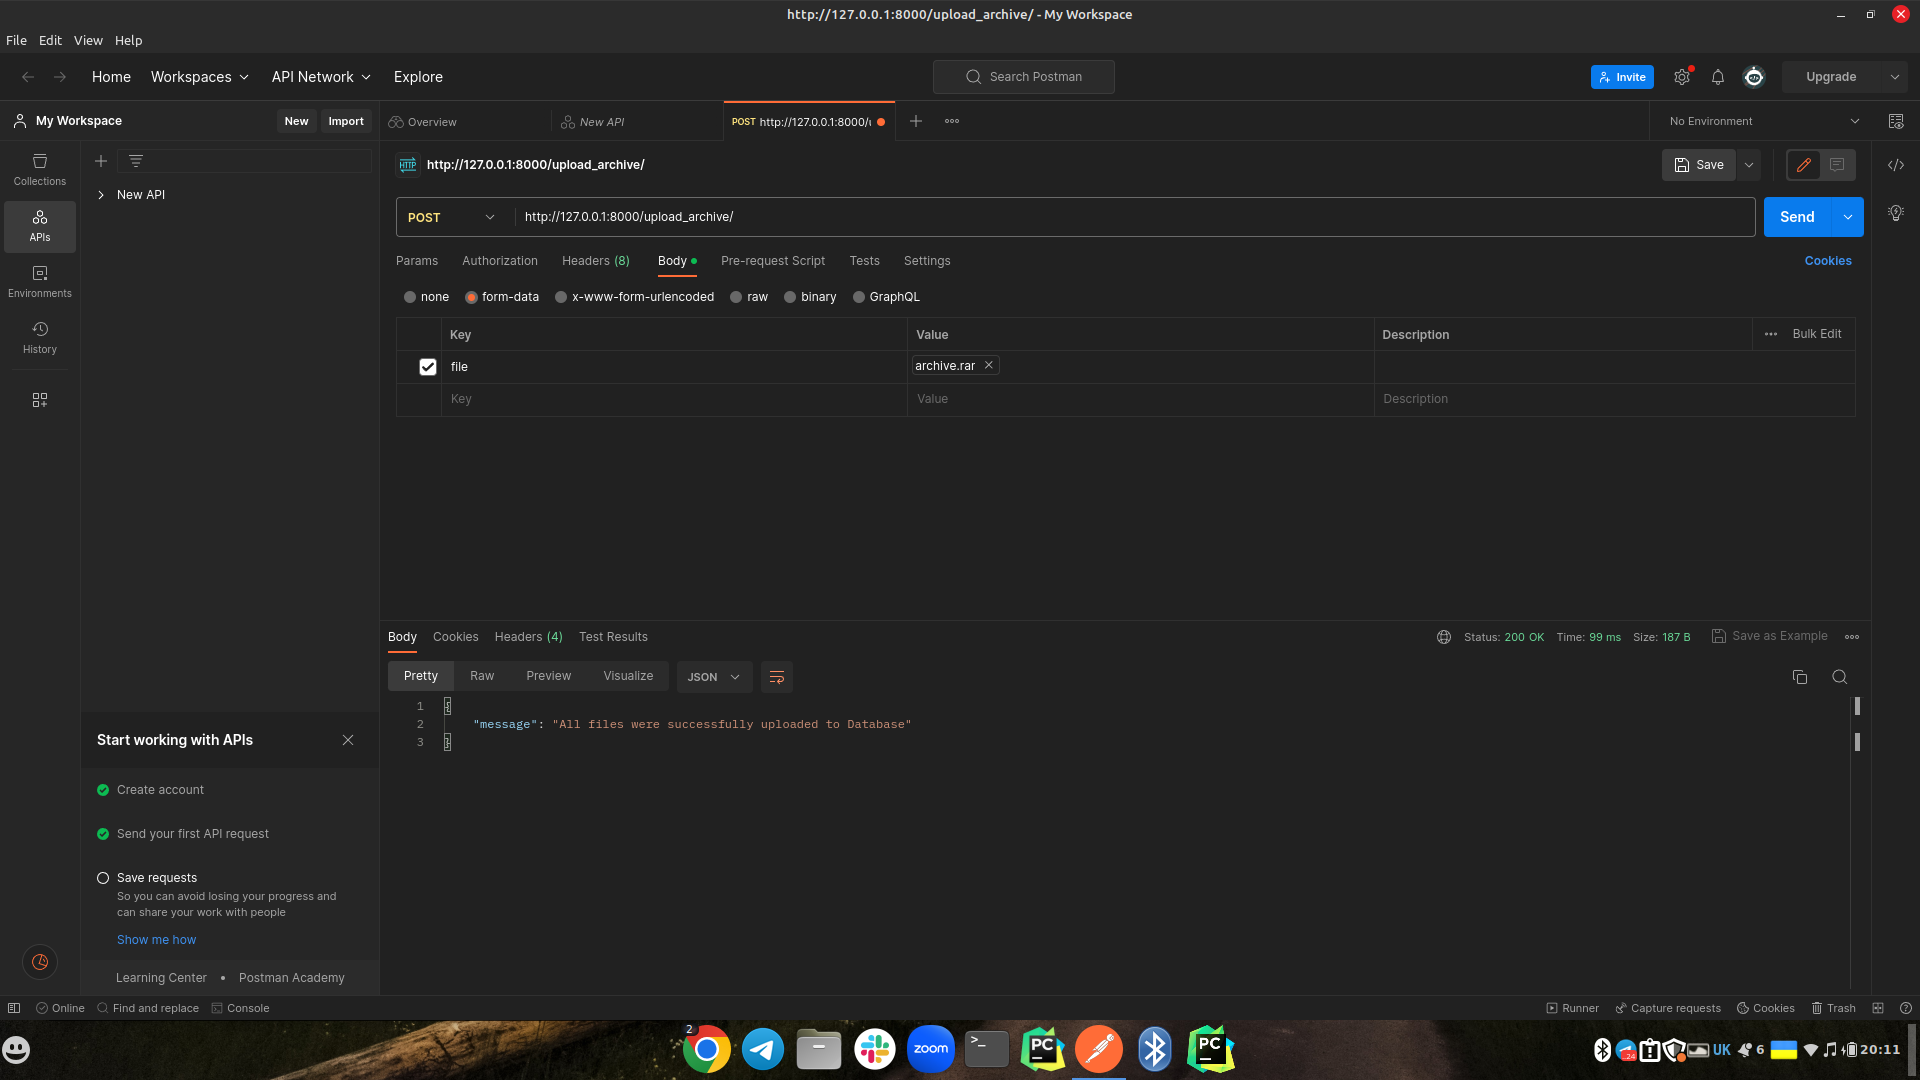 http://127.0.0.1:8000/upload_archive/ - My Workspace
File Edit View Help
Home Workspaces API Network Explore
Search Postman
Invite
Upgrade
My Workspace
New Import
Overview
New API
POST http://127.0.0.1:8000/
No Environment
Collections
APIs
Environments
History
New API
HTTP http://127.0.0.1:8000/upload_archive/
Save
POST http://127.0.0.1:8000/upload_archive/
Send
Params Authorization Headers (8) Body Pre-request Script Tests Settings
Cookies
none form-data x-www-form-urlencoded raw binary GraphQL
Key Value Description Bulk Edit
file archive.rar
Key Value Description
Body Cookies Headers (4) Test Results
Status: 200 OK Time: 99 ms Size: 187 B Save as Example
Pretty Raw Preview Visualize JSON
1 {
2 "message": "All files were successfully uploaded to Database"
3 }
Start working with APIs
Create account
Send your first API request
Save requests
So you can avoid losing your progress and
can share your work with people
Show me how
Learning Center • Postman Academy
Online Find and replace Console
Runner Capture requests Cookies Trash
2
zoom
>_
PC
PC
24
UK
6
20:11